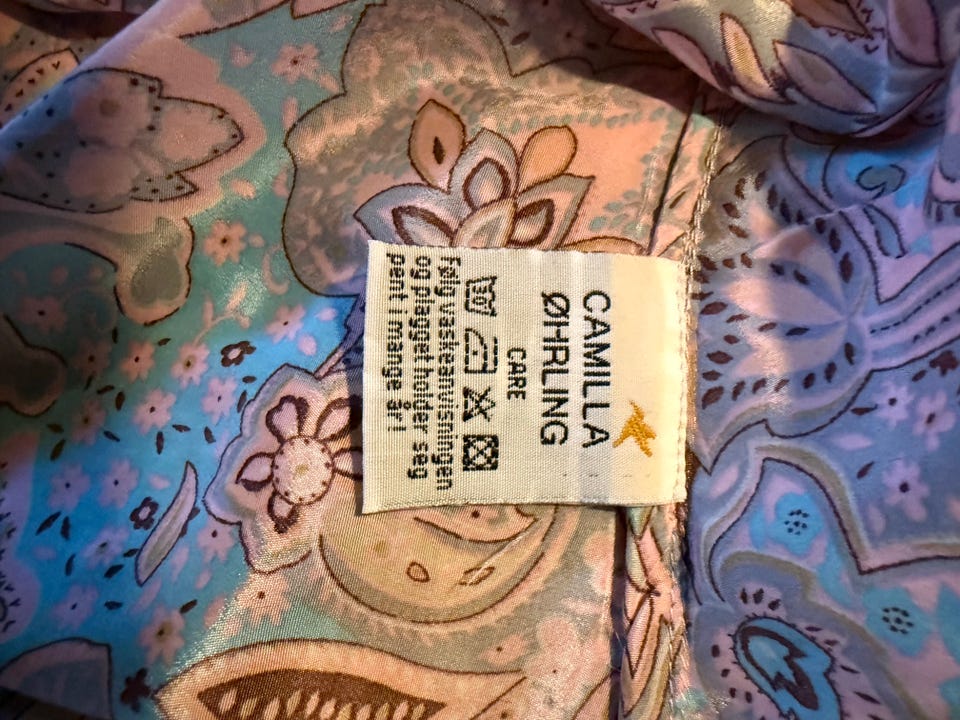 CAMILLA
ØHRLING
CARE
Følg vaskeanvisningen
og plagget holder seg
pent i mange år!